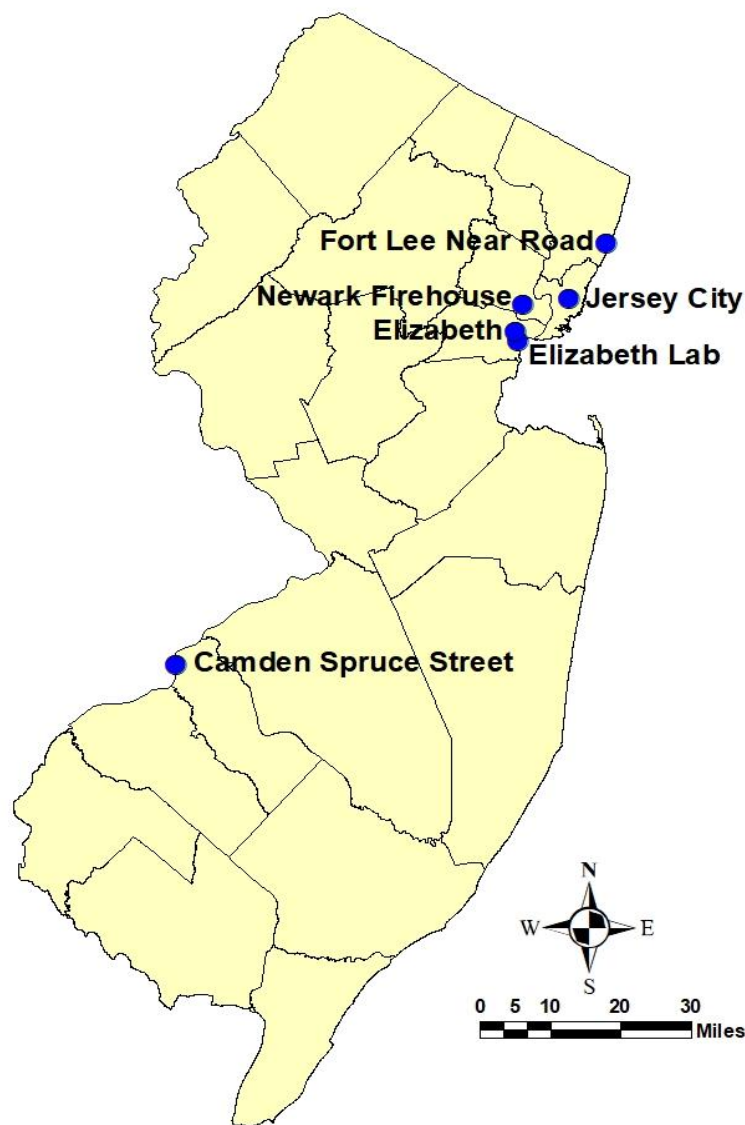 Fort Lee Near Road
Newark Firehouse
Jersey City
Elizabeth
Elizabeth Lab
Camden Spruce Street
N
W E
S
0 5 10 20 30
Miles